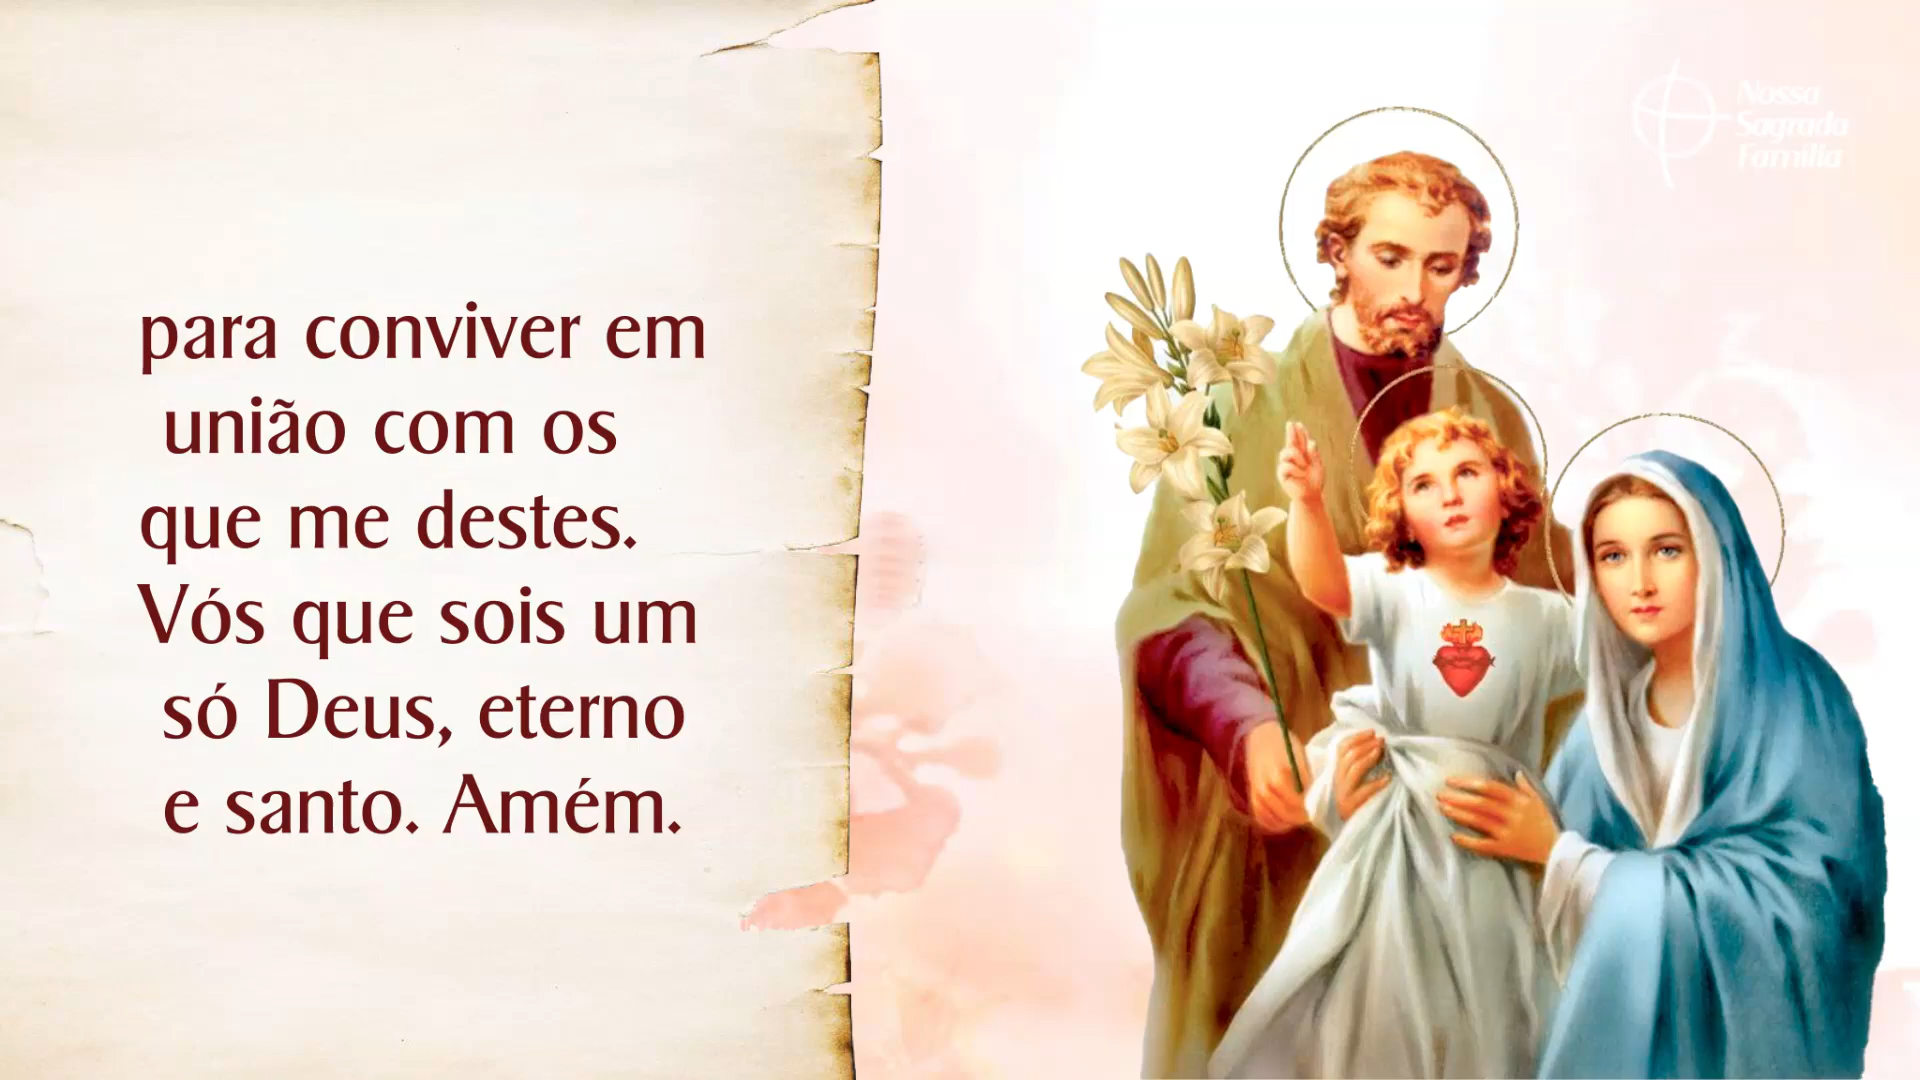 para conviver em
união com os
que me destes.
Vós que sois um
só Deus, eterno
e santo. Amém.
Nossa
Sagrada
Família